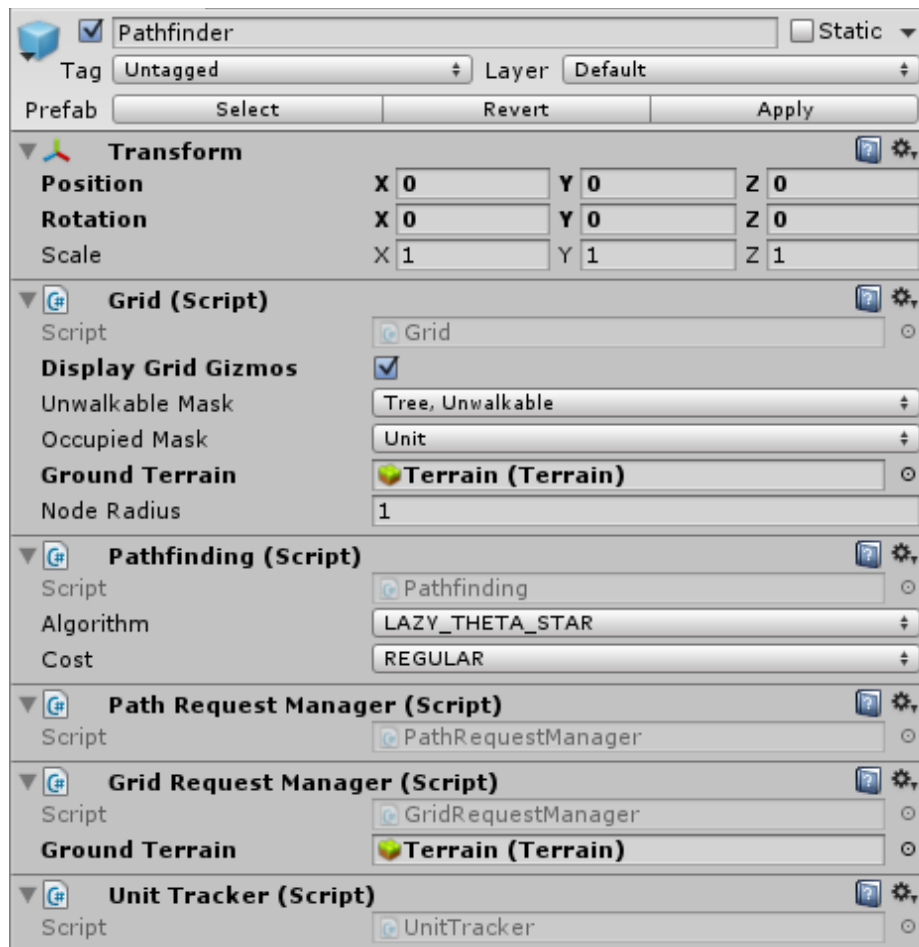 Pathfinder Static
Tag Untagged Layer Default
Prefab Select Revert Apply
Transform
Position X 0 Y 0 Z 0
Rotation X 0 Y 0 Z 0
Scale X 1 Y 1 Z 1
Grid (Script)
Script Grid
Display Grid Gizmos
Unwalkable Mask Tree, Unwalkable
Occupied Mask Unit
Ground Terrain Terrain (Terrain)
Node Radius 1
Pathfinding (Script)
Script Pathfinding
Algorithm LAZY_THETA_STAR
Cost REGULAR
Path Request Manager (Script)
Script PathRequestManager
Grid Request Manager (Script)
Script GridRequestManager
Ground Terrain Terrain (Terrain)
Unit Tracker (Script)
Script UnitTracker